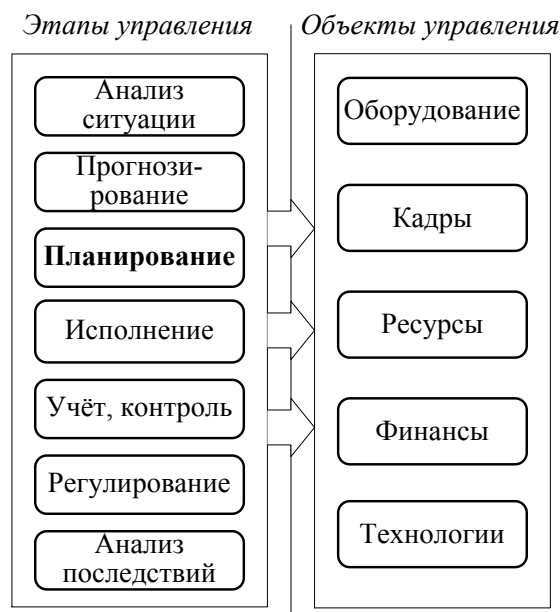 Этапы управления
Анализ
ситуации
Прогнози-
рование
Планирование
Исполнение
Учёт, контроль
Регулирование
Анализ
последствий
Объекты управления
Оборудование
Кадры
Ресурсы
Финансы
Технологии